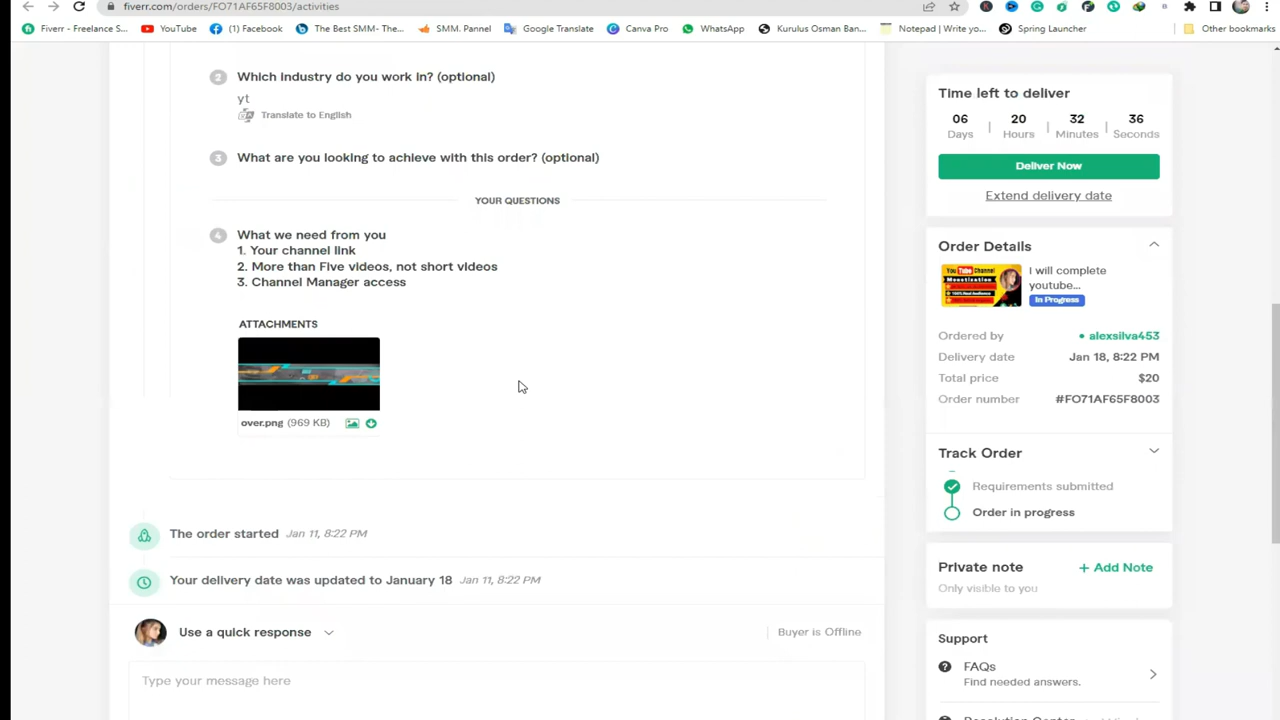 fiverr.com/orders/FO71AF65F8003/activities
Fiverr - Freelance S...
YouTube
(1) Facebook
The Best SMM- The...
SMM. Pannel
Google Translate
Canva Pro
WhatsApp
Kurulus Osman Ban...
Notepad | Write yo...
Spring Launcher
Other bookmarks
2 Which industry do you work in? (optional)
yt
Translate to English
3 What are you looking to achieve with this order? (optional)
YOUR QUESTIONS
4 What we need from you
1. Your channel link
2. More than Five videos, not short videos
3. Channel Manager access
ATTACHMENTS
over.png (969 KB)
The order started Jan 11, 8:22 PM
Your delivery date was updated to January 18 Jan 11, 8:22 PM
Use a quick response
Buyer is Offline
Type your message here
Time left to deliver
06 20 32 36
Days Hours Minutes Seconds
Deliver Now
Extend delivery date
Order Details
You Tube Channel
Monetization
I will complete
youtube...
In Progress
Ordered by alexsilva453
Delivery date Jan 18, 8:22 PM
Total price $20
Order number #FO71AF65F8003
Track Order
Requirements submitted
Order in progress
Private note + Add Note
Only visible to you
Support
FAQs
Find needed answers.